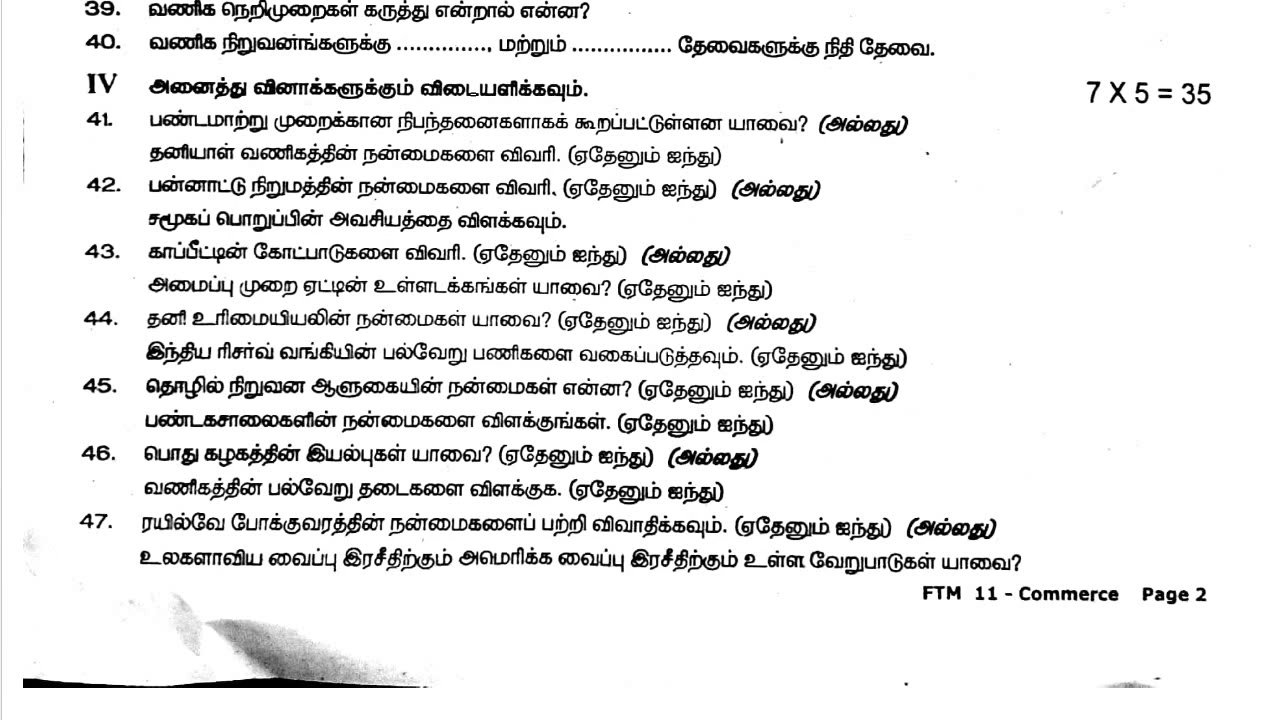 39. வணிக நெறிமுறைகள் கருத்து என்றால் என்ன?
40. வணிக நிறுவனங்களுக்கு .............., மற்றும் ................ தேவைகளுக்கு நிதி தேவை.
IV அனைத்து வினாக்களுக்கும் விடையளிக்கவும். 7 X 5 = 35
41. பண்டமாற்று முறைக்கான நிபந்தனைகளாகக் கூறப்பட்டுள்ளன யாவை? (அல்லது)
தனியாள் வணிகத்தின் நன்மைகளை விவரி. (ஏதேனும் ஐந்து)
42. பன்னாட்டு நிறுமத்தின் நன்மைகளை விவரி. (ஏதேனும் ஐந்து) (அல்லது)
சமூகப் பொறுப்பின் அவசியத்தை விளக்கவும்.
43. காப்பீட்டின் கோட்பாடுகளை விவரி. (ஏதேனும் ஐந்து) (அல்லது)
அமைப்பு முறை ஏட்டின் உள்ளடக்கங்கள் யாவை? (ஏதேனும் ஐந்து)
44. தனி உரிமையியலின் நன்மைகள் யாவை? (ஏதேனும் ஐந்து) (அல்லது)
இந்திய ரிசர்வ் வங்கியின் பல்வேறு பணிகளை வகைப்படுத்தவும். (ஏதேனும் ஐந்து)
45. தொழில் நிறுவன ஆளுகையின் நன்மைகள் என்ன? (ஏதேனும் ஐந்து) (அல்லது)
பண்டகசாலைகளின் நன்மைகளை விளக்குங்கள். (ஏதேனும் ஐந்து)
46. பொது கழகத்தின் இயல்புகள் யாவை? (ஏதேனும் ஐந்து) (அல்லது)
வணிகத்தின் பல்வேறு தடைகளை விளக்குக. (ஏதேனும் ஐந்து)
47. ரயில்வே போக்குவரத்தின் நன்மைகளைப் பற்றி விவாதிக்கவும். (ஏதேனும் ஐந்து) (அல்லது)
உலகளாவிய வைப்பு இரசீதிற்கும் அமெரிக்க வைப்பு இரசீதிற்கும் உள்ள வேறுபாடுகள் யாவை?
FTM 11 - Commerce Page 2